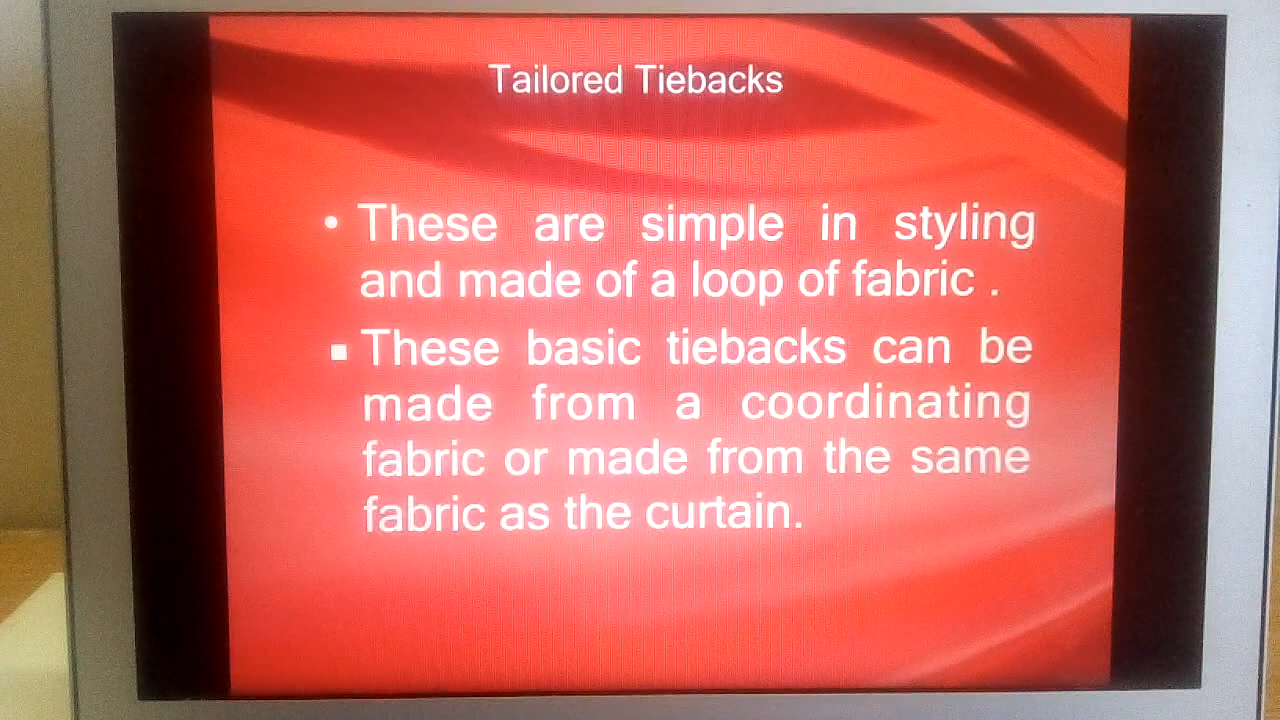 Tailored Tiebacks
• These are simple in styling
and made of a loop of fabric .
▪ These basic tiebacks can be
made from a coordinating
fabric or made from the same
fabric as the curtain.